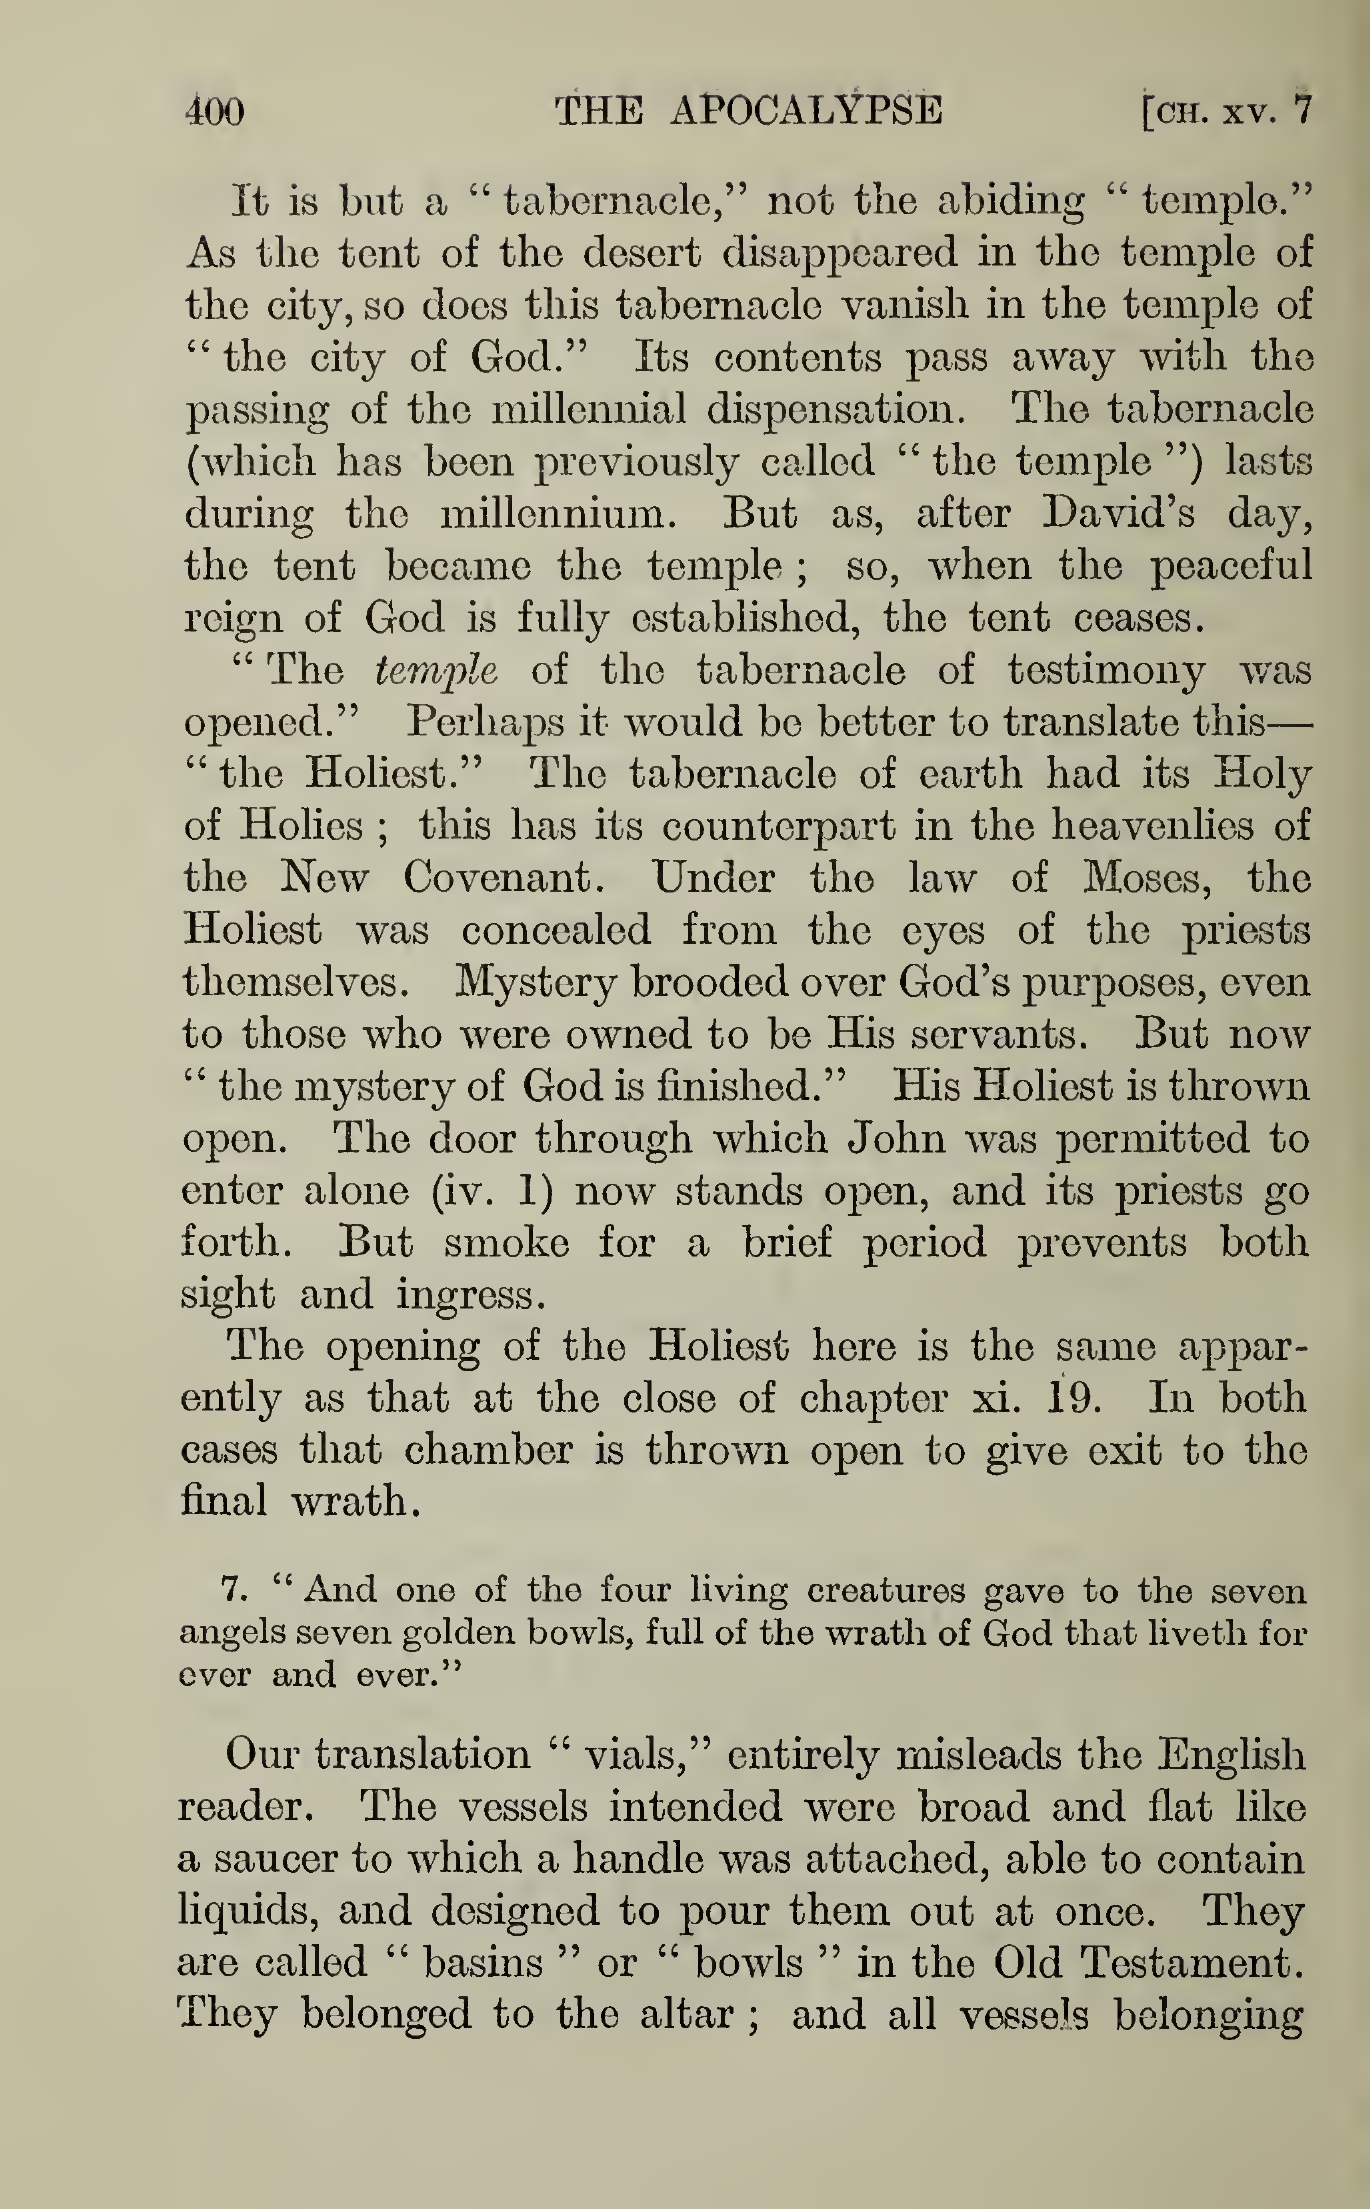 400 THE APOCALYPSE [CH. XV. 7
It is but a “ tabernacle,” not the abiding “ temple.”
As the tent of the desert disappeared in the temple of
the city, so does this tabernacle vanish in the temple of
“ the city of God.” Its contents pass away with the
passing of the millennial dispensation. The tabernacle
(which has been previously called “ the temple ”) lasts
during the millennium. But as, after David’s day,
the tent became the temple ; so, when the peaceful
reign of God is fully established, the tent ceases.
“ The temple of the tabernacle of testimony was
opened.” Perhaps it would be better to translate this—
“ the Holiest.” The tabernacle of earth had its Holy
of Holies ; this has its counterpart in the heavenlies of
the New Covenant. Under the law of Moses, the
Holiest was concealed from the eyes of the priests
themselves. Mystery brooded over God’s purposes, even
to those who were owned to be His servants. But now
“ the mystery of God is finished.” His Holiest is thrown
open. The door through which John was permitted to
enter alone (iv. 1) now stands open, and its priests go
forth. But smoke for a brief period prevents both
sight and ingress.
The opening of the Holiest here is the same appar-
ently as that at the close of chapter xi. 19. In both
cases that chamber is thrown open to give exit to the
final wrath.
7. “ And one of the four living creatures gave to the seven
angels seven golden bowls, full of the wrath of God that liveth for
ever and ever.”
Our translation “ vials,” entirely misleads the English
reader. The vessels intended were broad and flat like
a saucer to which a handle was attached, able to contain
liquids, and designed to pour them out at once. They
are called “ basins ” or “ bowls ” in the Old Testament.
They belonged to the altar ; and all vessels belonging